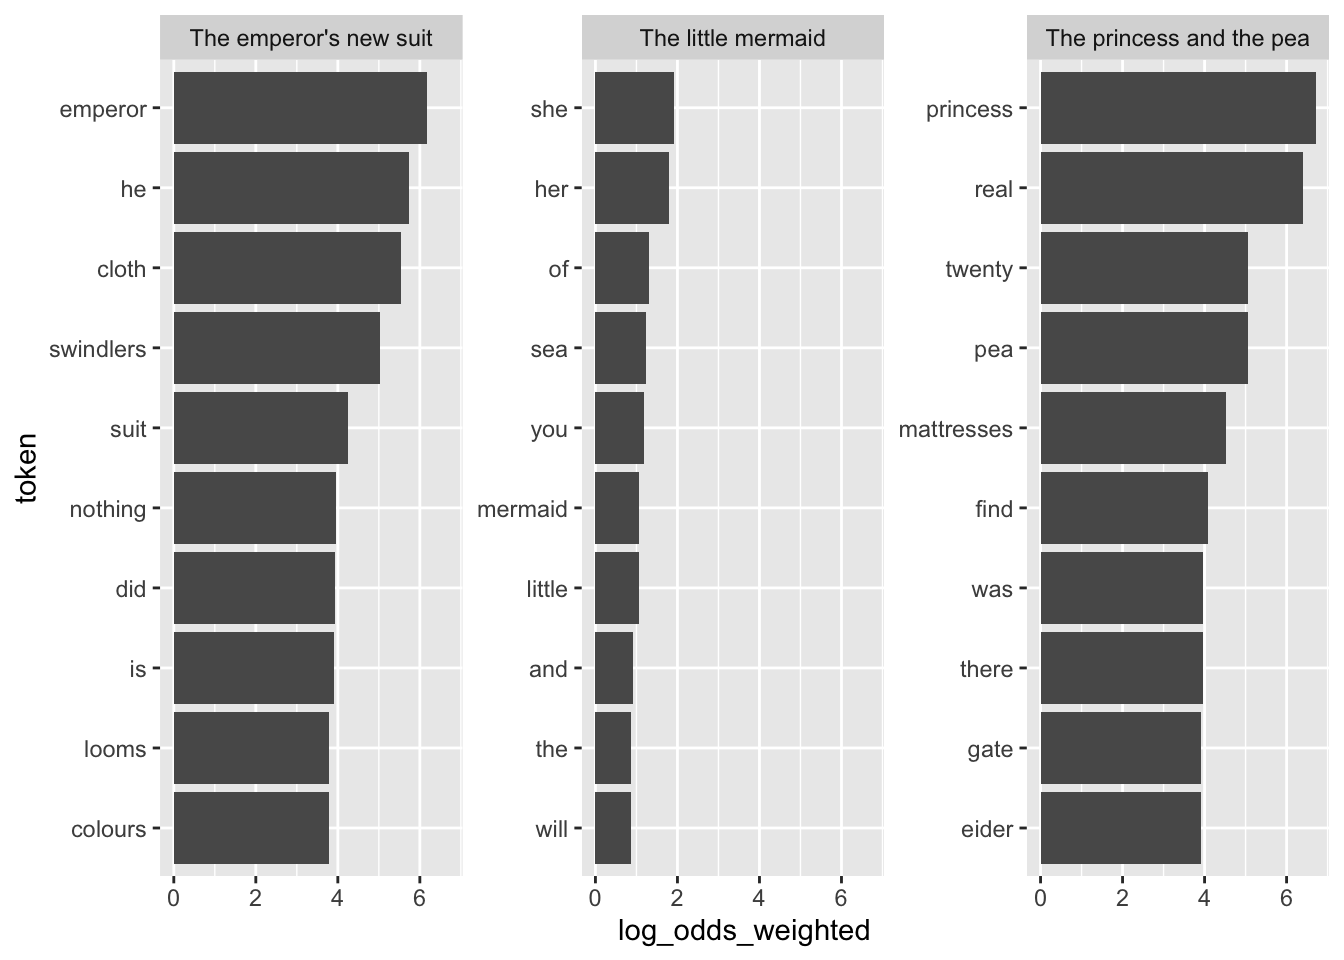 The emperor's new suit
The little mermaid
The princess and the pea
token
emperor
he
cloth
swindlers
suit
nothing
did
is
looms
colours
0 2 4 6
she
her
of
sea
you
mermaid
little
and
the
will
0 2 4 6
princess
real
twenty
pea
mattresses
find
was
there
gate
eider
0 2 4 6
log_odds_weighted